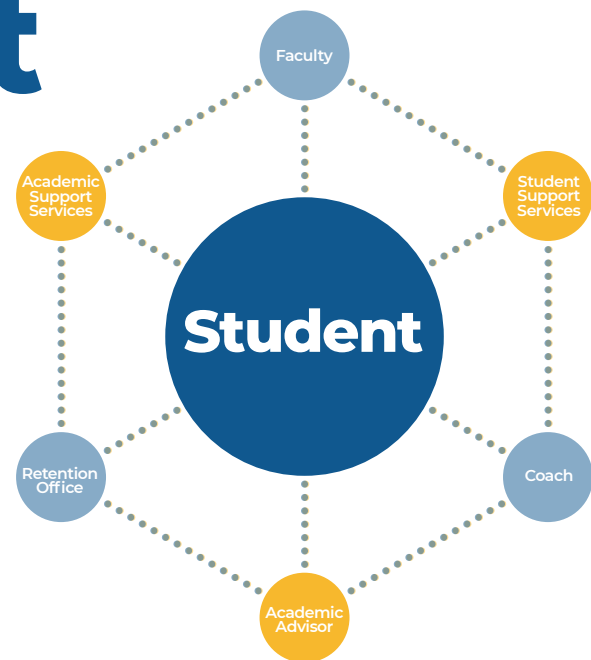 t
Faculty
Academic
Support
Services
Student
Support
Services
Student
Retention
Office
Coach
Academic
Advisor